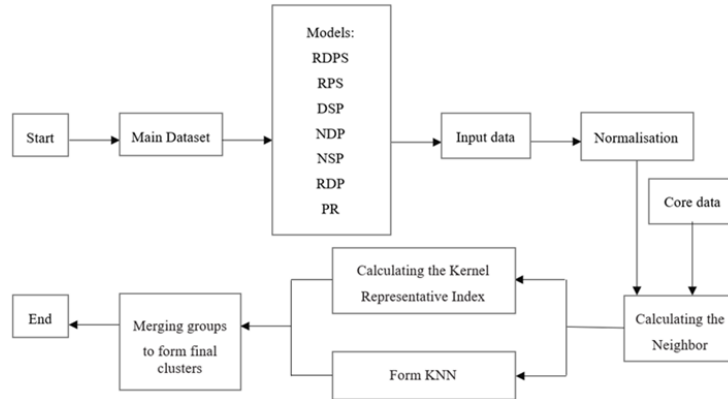 Start
Main Dataset
Models:
RDPS
RPS
DSP
NDP
NSP
RDP
PR
Input data
Normalisation
Core data
Calculating the
Neighbor
Calculating the Kernel
Representative Index
Form KNN
Merging groups
to form final
clusters
End